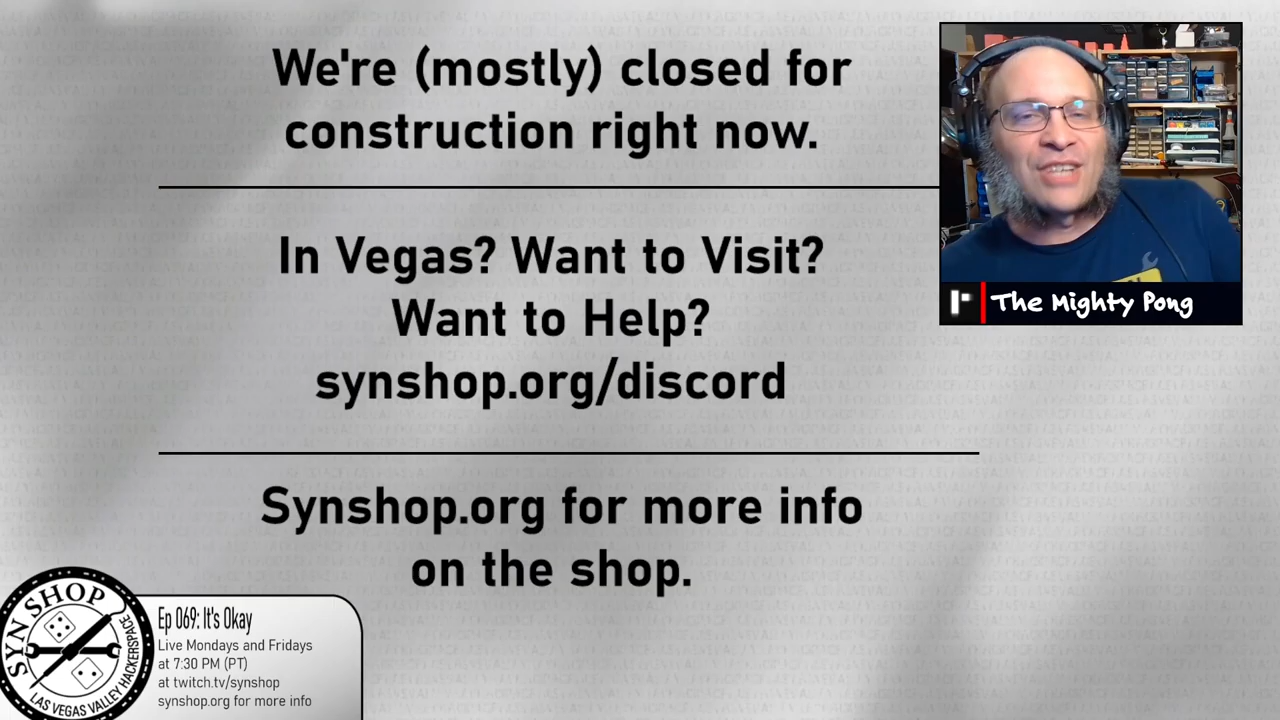 We're (mostly) closed for
construction right now.
In Vegas? Want to Visit?
Want to Help?
synshop.org/discord
Synshop.org for more info
on the shop.
The Mighty Pong
SYN SHOP
LAS VEGAS VALLEY HACKERSPACE
Ep 069: It's Okay
Live Mondays and Fridays
at 7:30 PM (PT)
at twitch.tv/synshop
synshop.org for more info